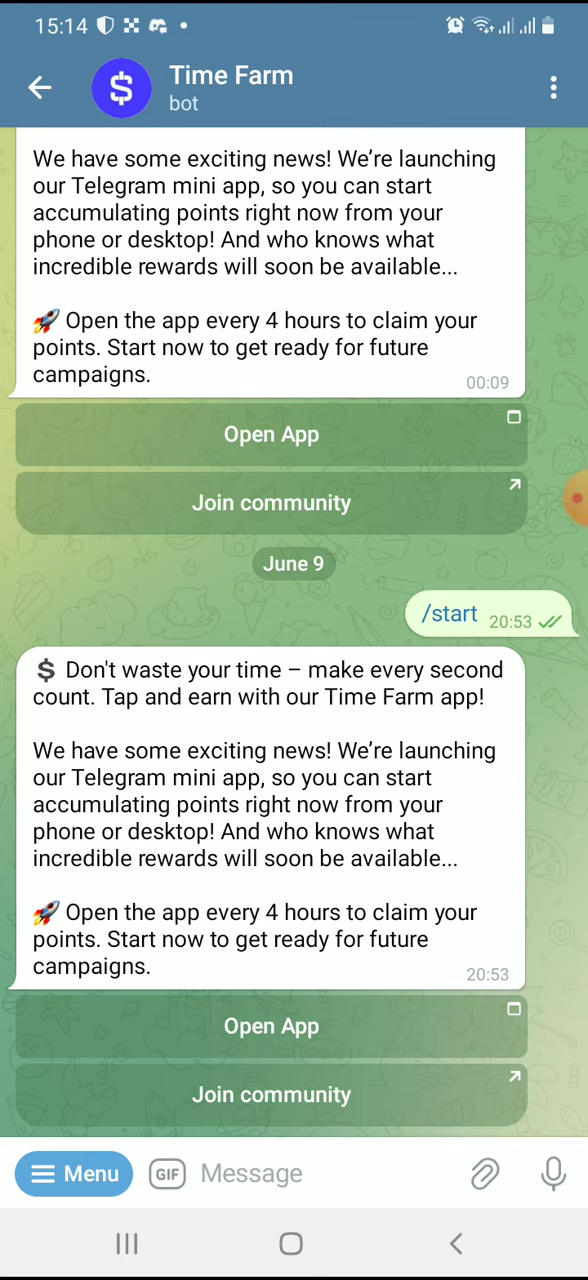 15:14
Time Farm
bot
We have some exciting news! We’re launching
our Telegram mini app, so you can start
accumulating points right now from your
phone or desktop! And who knows what
incredible rewards will soon be available...
🚀 Open the app every 4 hours to claim your
points. Start now to get ready for future
campaigns.
00:09
Open App
Join community
June 9
/start 20:53
💲 Don't waste your time – make every second
count. Tap and earn with our Time Farm app!
We have some exciting news! We’re launching
our Telegram mini app, so you can start
accumulating points right now from your
phone or desktop! And who knows what
incredible rewards will soon be available...
🚀 Open the app every 4 hours to claim your
points. Start now to get ready for future
campaigns.
20:53
Open App
Join community
Menu GIF Message